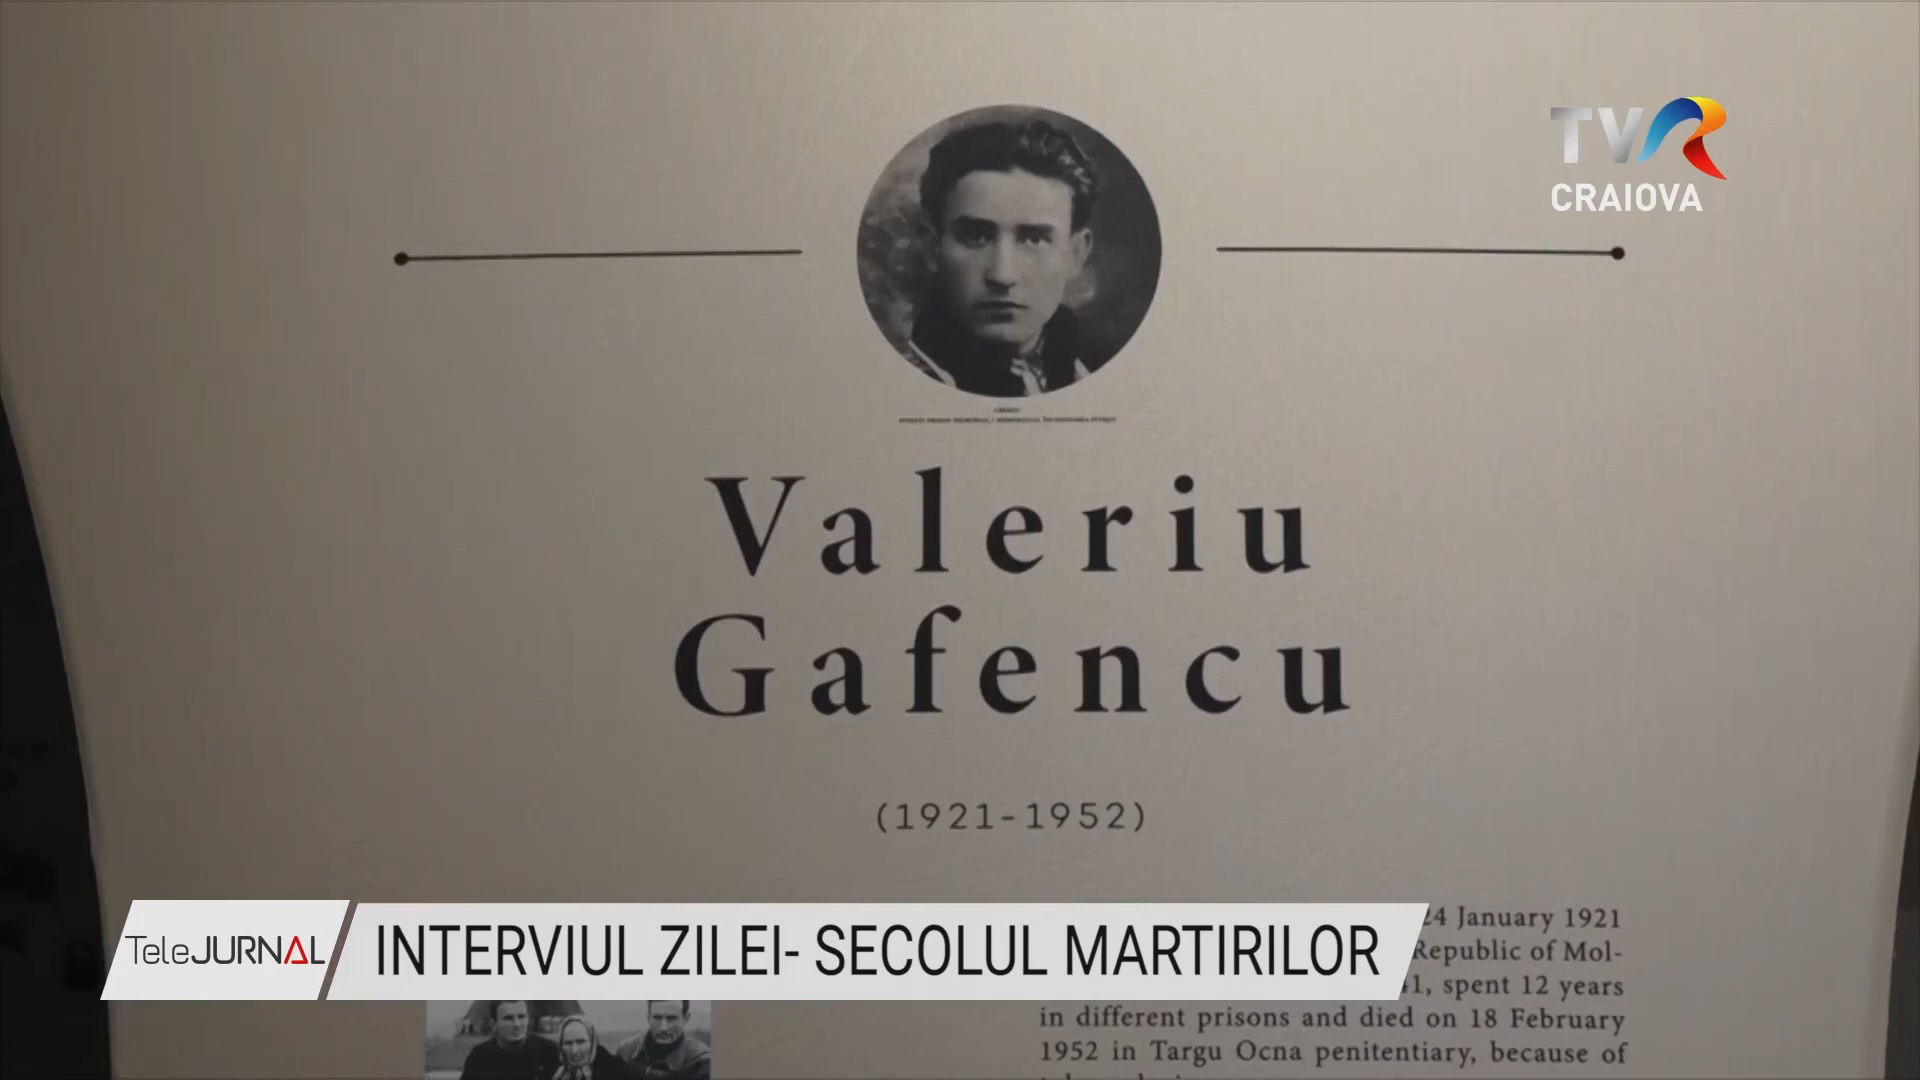 TVR
CRAIOVA
Valeriu
Gafencu
(1921-1952)
24 January 1921
Republic of Mol-
41, spent 12 years
in different prisons and died on 18 February
1952 in Targu Ocna penitentiary, because of
TeleJURNAL
INTERVIUL ZILEI- SECOLUL MARTIRILOR